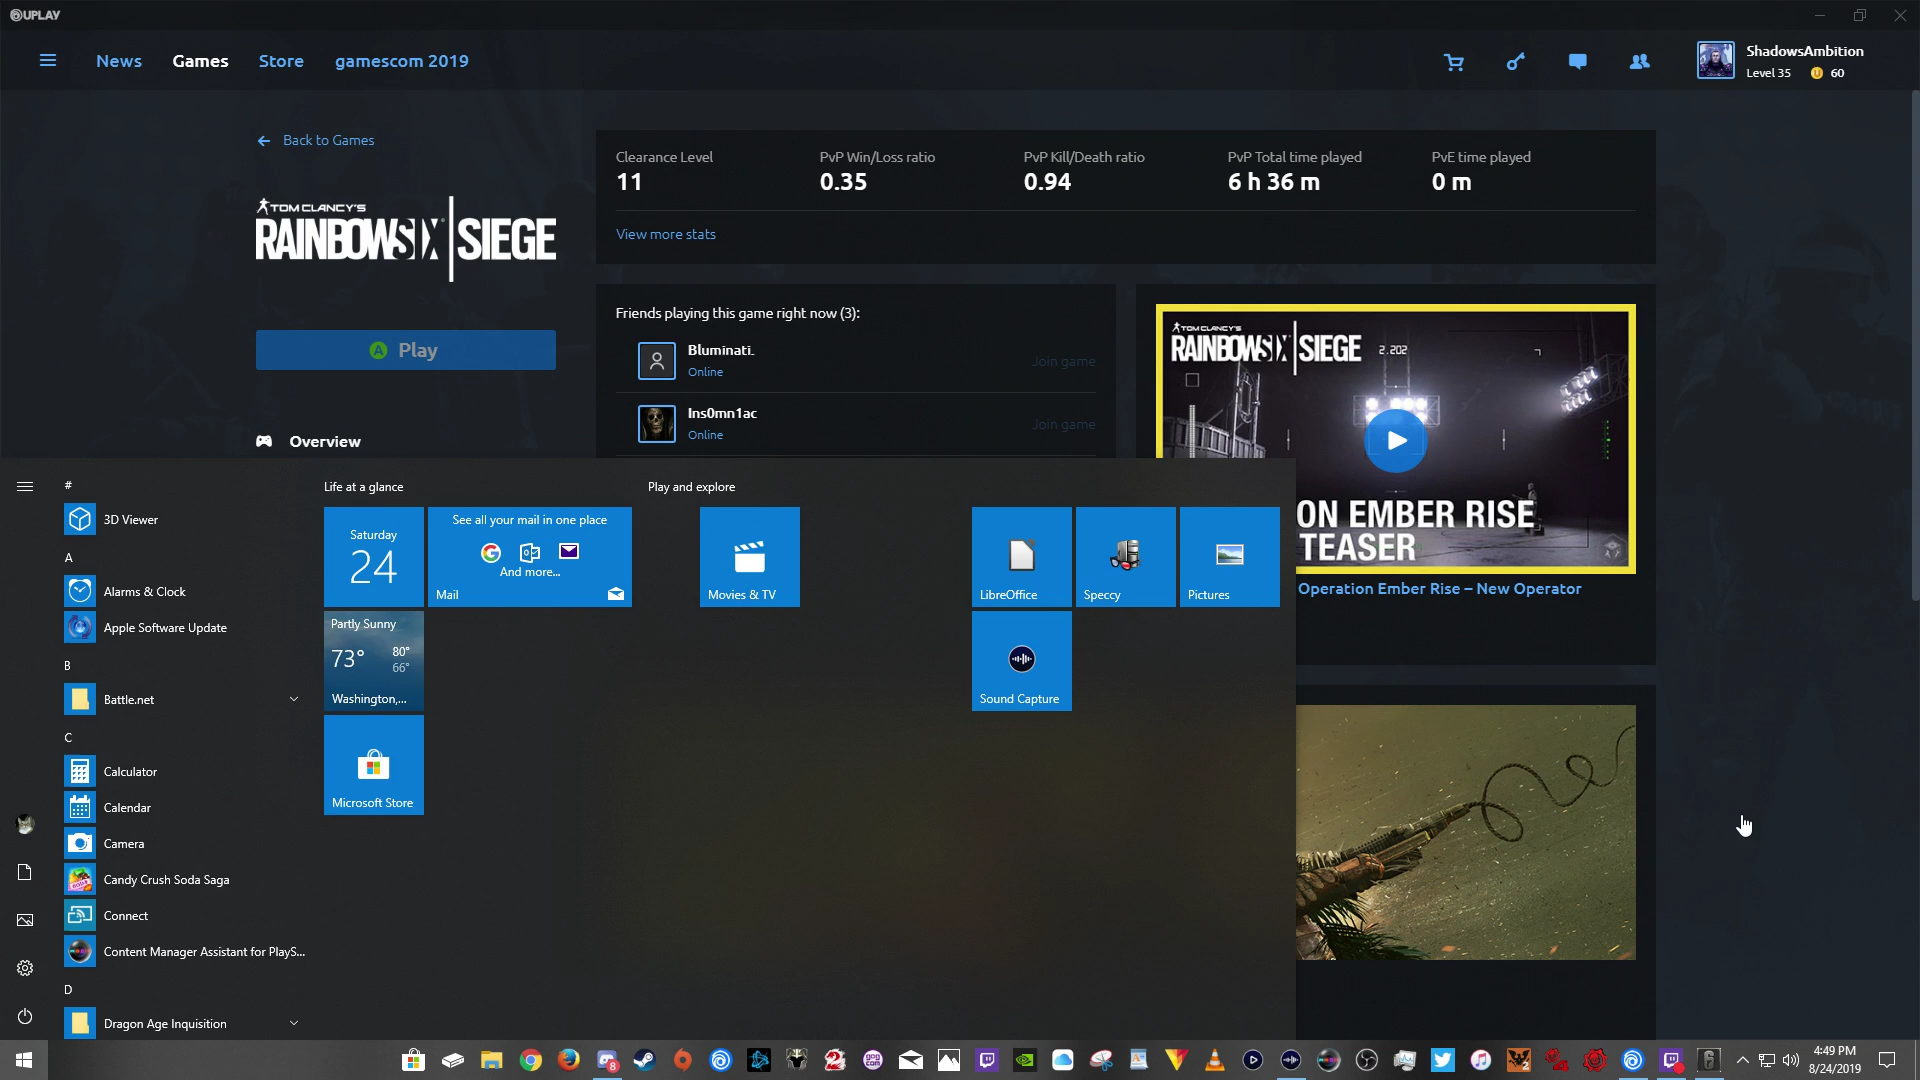 UPLAY
News
Games
Store
gamescom 2019
ShadowsAmbition
Level 35
60
Back to Games
TOM CLANCY'S
RAINBOWSIX SIEGE
A Play
Overview
Clearance Level
11
PvP Win/Loss ratio
0.35
PvP Kill/Death ratio
0.94
PvP Total time played
6 h 36 m
PvE time played
0 m
View more stats
Friends playing this game right now (3):
Bluminati.
Online
Join game
Ins0mn1ac
Online
Join game
TOM CLANCY'S
RAINBOWSIX SIEGE
2.202
ON EMBER RISE
TEASER
Operation Ember Rise – New Operator
#
3D Viewer
A
Alarms & Clock
Apple Software Update
B
Battle.net
C
Calculator
Calendar
Camera
Candy Crush Soda Saga
Connect
Content Manager Assistant for PlayS...
D
Dragon Age Inquisition
Life at a glance
Saturday
24
See all your mail in one place
And more...
Mail
Partly Sunny
73°
80°
66°
Washington,...
Microsoft Store
Play and explore
Movies & TV
LibreOffice
Speccy
Pictures
Sound Capture
8
4:49 PM
8/24/2019